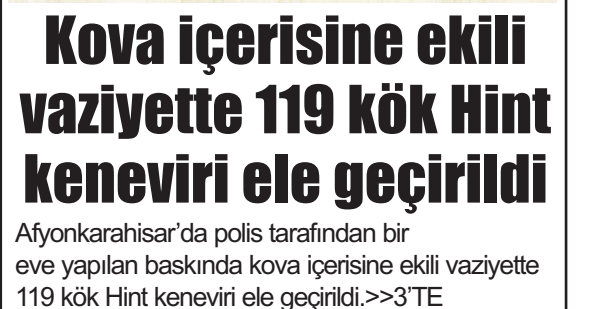 Kova içerisine ekili
vaziyette 119 kök Hint
keneviri ele geçirildi
Afyonkarahisar’da polis tarafından bir
eve yapılan baskında kova içerisine ekili vaziyette
119 kök Hint keneviri ele geçirildi.>>3’TE